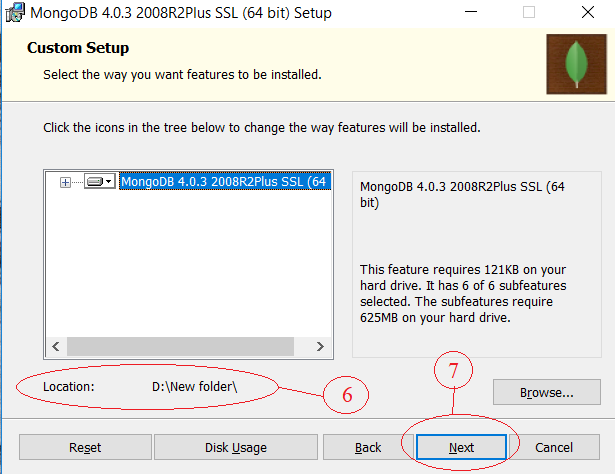 MongoDB 4.0.3 2008R2Plus SSL (64 bit) Setup
Custom Setup
Select the way you want features to be installed.
Click the icons in the tree below to change the way features will be installed.
MongoDB 4.0.3 2008R2Plus SSL (64
MongoDB 4.0.3 2008R2Plus SSL (64
bit)
This feature requires 121KB on your
hard drive. It has 6 of 6 subfeatures
selected. The subfeatures require
625MB on your hard drive.
Location: D:\New folder\
6
7
Browse...
Reset Disk Usage Back Next Cancel